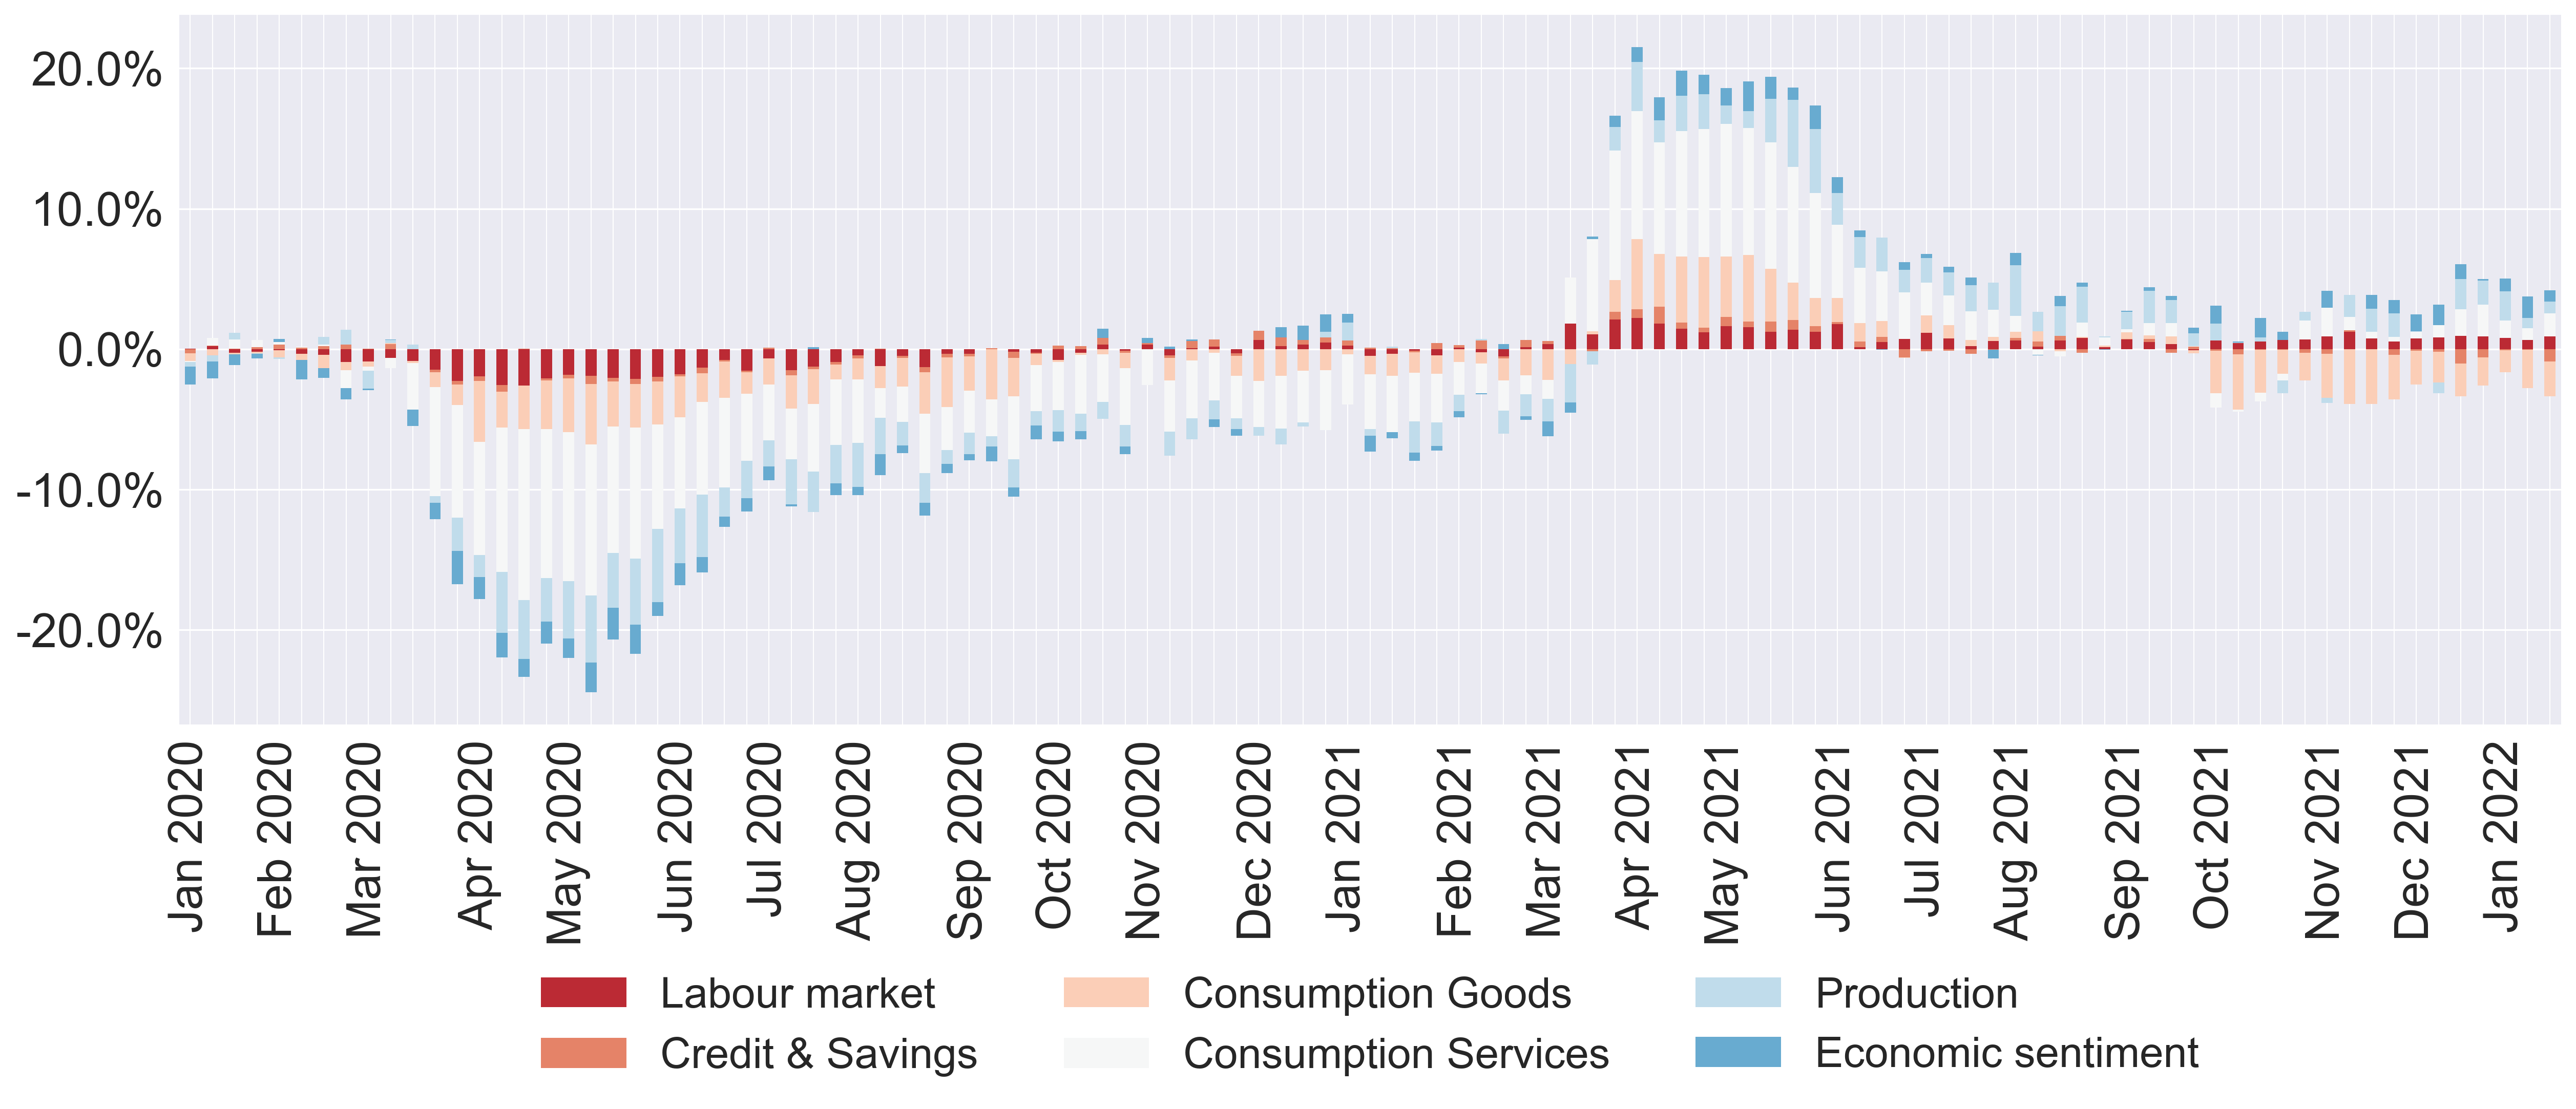 20.0%
10.0%
0.0%
-10.0%
-20.0%
Jan 2020
Feb 2020
Mar 2020
Apr 2020
May 2020
Jun 2020
Jul 2020
Aug 2020
Sep 2020
Oct 2020
Nov 2020
Dec 2020
Jan 2021
Feb 2021
Mar 2021
Apr 2021
May 2021
Jun 2021
Jul 2021
Aug 2021
Sep 2021
Oct 2021
Nov 2021
Dec 2021
Jan 2022
Labour market
Credit & Savings
Consumption Goods
Consumption Services
Production
Economic sentiment